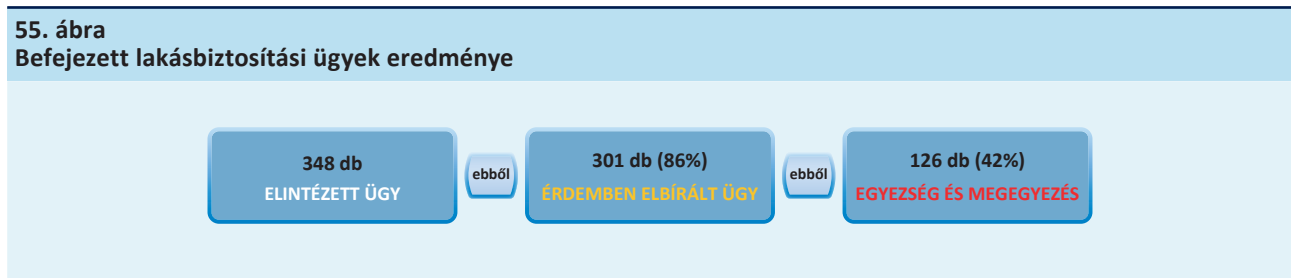 55. ábra
Befejezett lakásbiztosítási ügyek eredménye
348 db
ELINTÉZETT ÜGY
ebből
301 db (86%)
ÉRDEMBEN ELBÍRÁLT ÜGY
ebből
126 db (42%)
EGYEZSÉG ÉS MEGEGYEZÉS